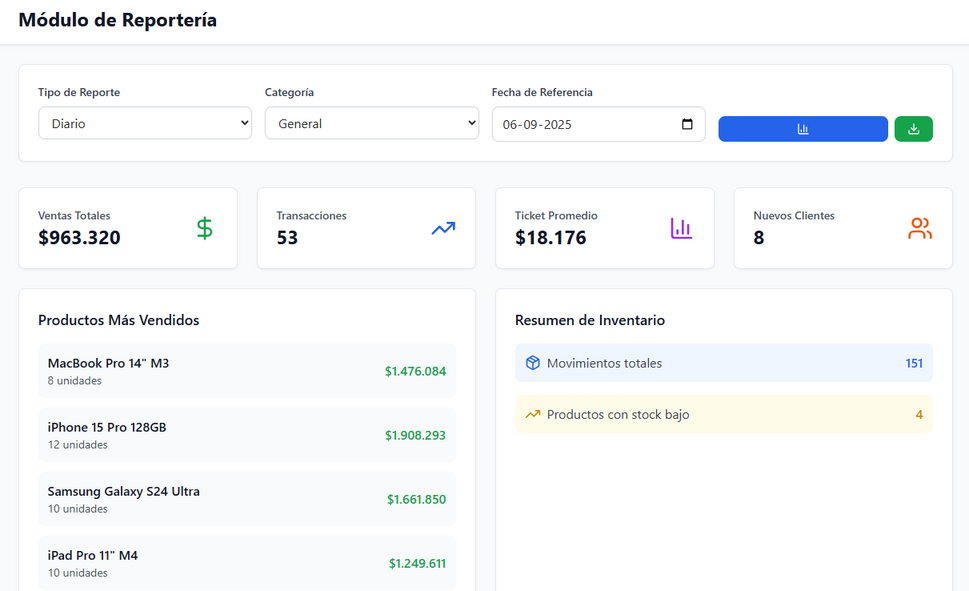 Módulo de Reportería
Tipo de Reporte
Categoría
Fecha de Referencia
Diario
General
06-09-2025
Ventas Totales
$963.320
Transacciones
53
Ticket Promedio
$18.176
Nuevos Clientes
8
Productos Más Vendidos
MacBook Pro 14" M3
8 unidades
$1.476.084
iPhone 15 Pro 128GB
12 unidades
$1.908.293
Samsung Galaxy S24 Ultra
10 unidades
$1.661.850
iPad Pro 11" M4
10 unidades
$1.249.611
Resumen de Inventario
Movimientos totales
151
Productos con stock bajo
4